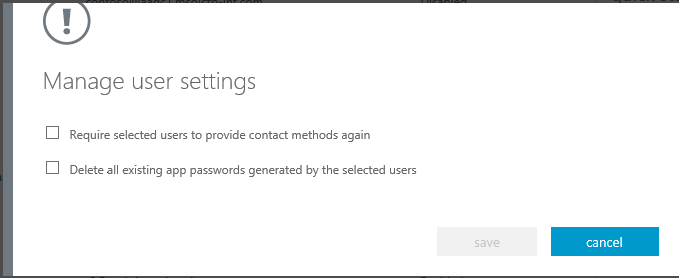 Manage user settings
Require selected users to provide contact methods again
Delete all existing app passwords generated by the selected users
save
cancel